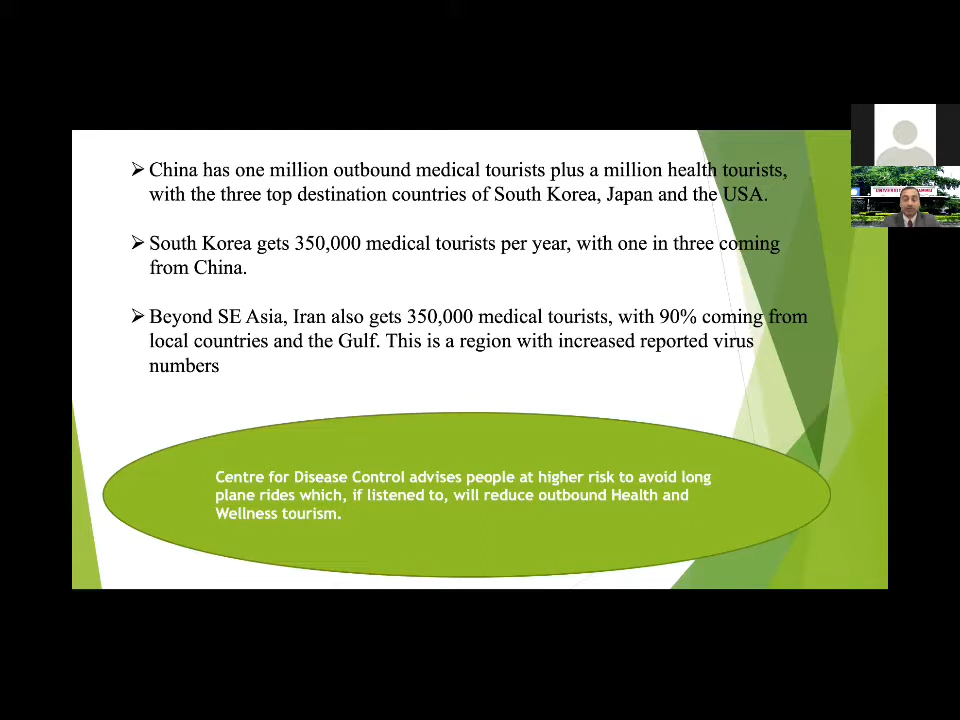 ➢ China has one million outbound medical tourists plus a million health tourists,
with the three top destination countries of South Korea, Japan and the USA.
➢ South Korea gets 350,000 medical tourists per year, with one in three coming
from China.
➢ Beyond SE Asia, Iran also gets 350,000 medical tourists, with 90% coming from
local countries and the Gulf. This is a region with increased reported virus
numbers
Centre for Disease Control advises people at higher risk to avoid long
plane rides which, if listened to, will reduce outbound Health and
Wellness tourism.